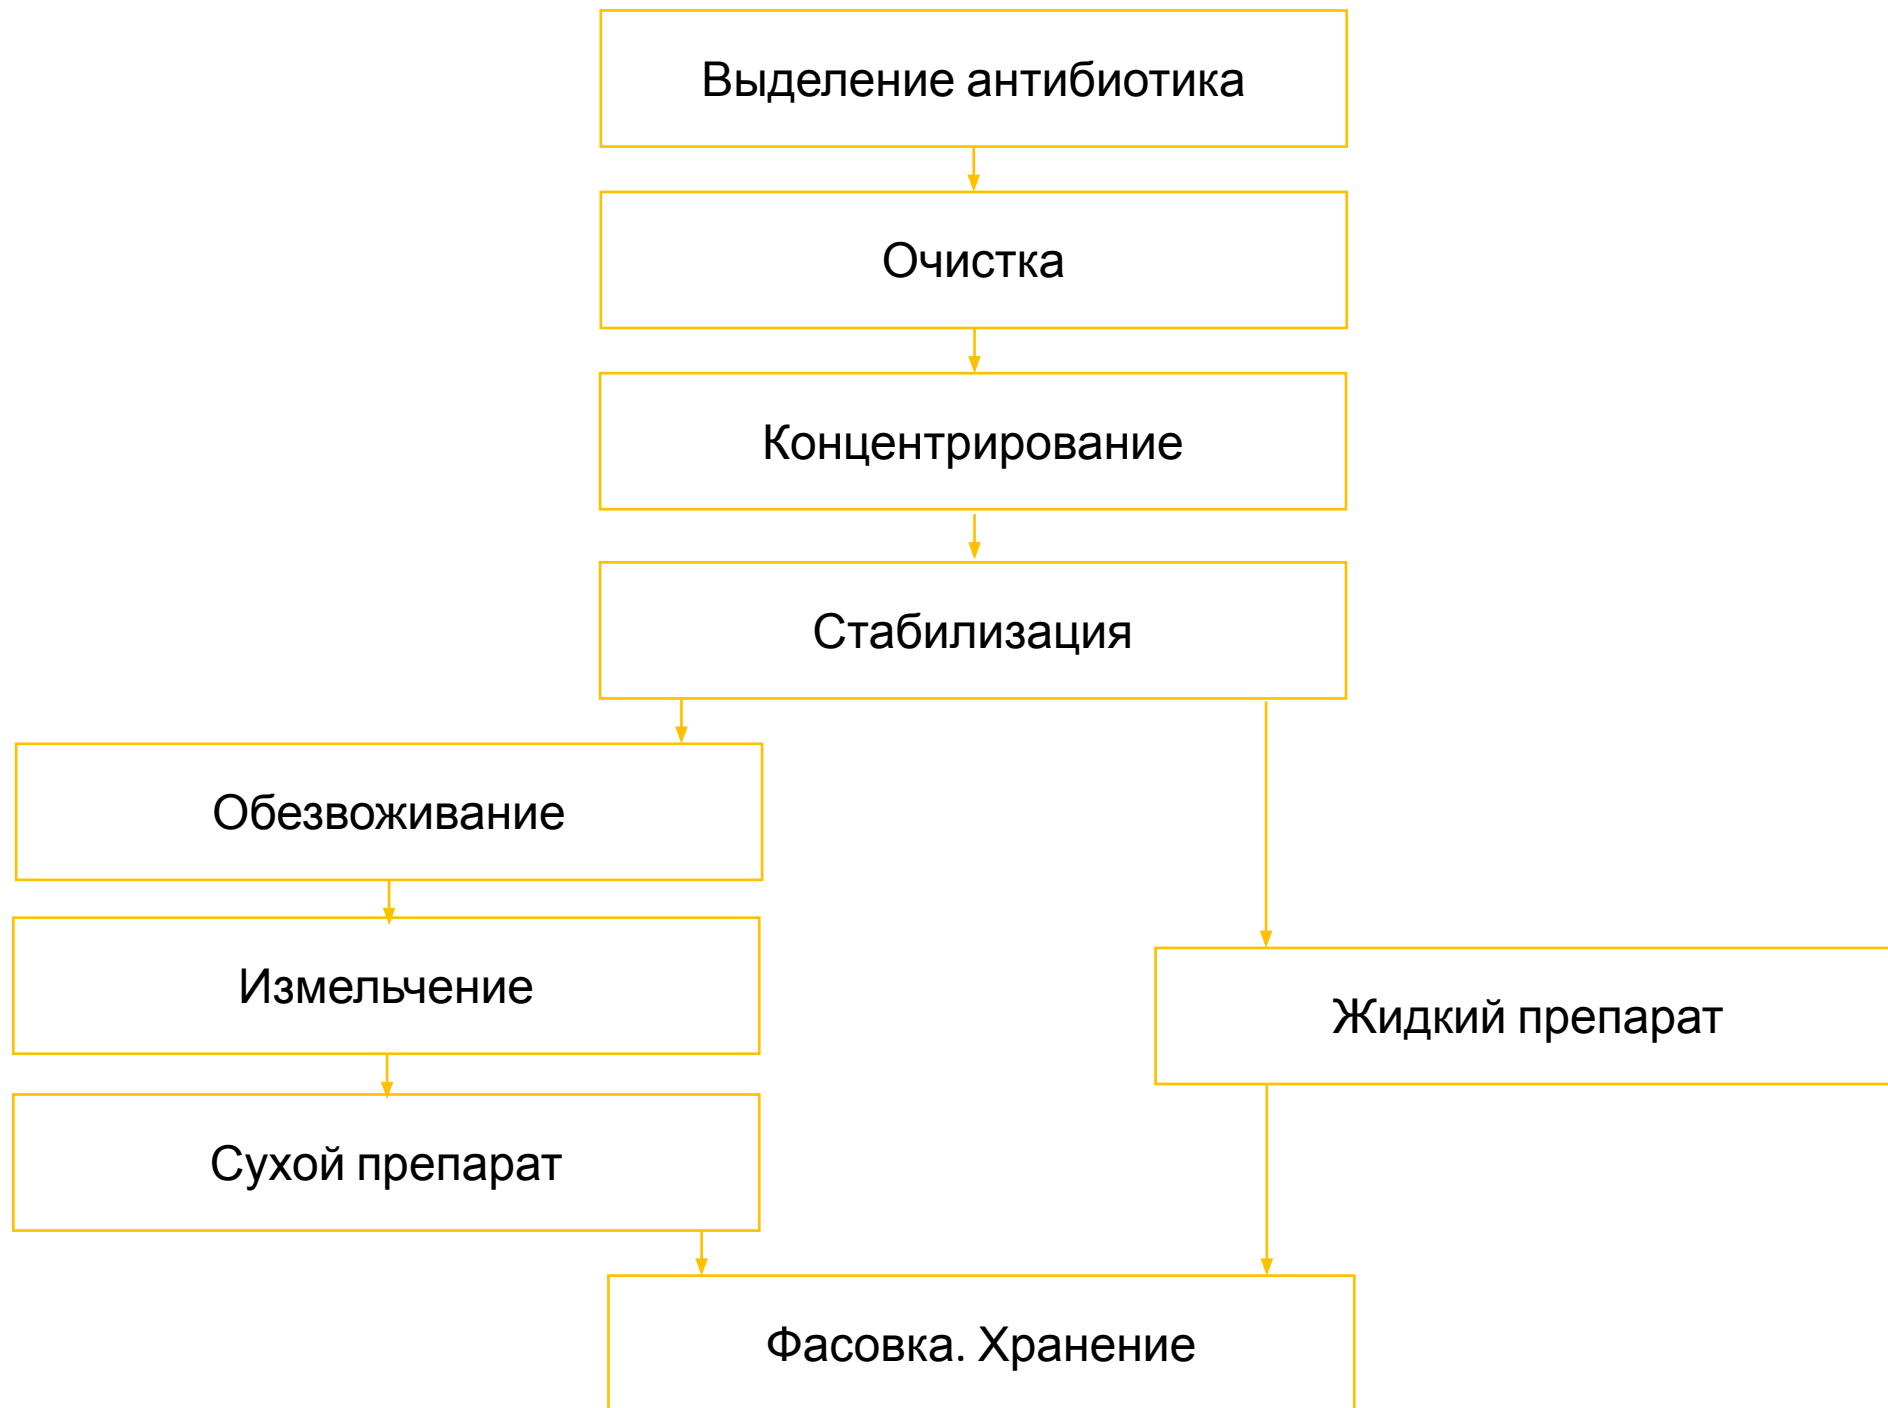 Выделение антибиотика
Очистка
Концентрирование
Стабилизация
Обезвоживание
Измельчение
Жидкий препарат
Сухой препарат
Фасовка. Хранение